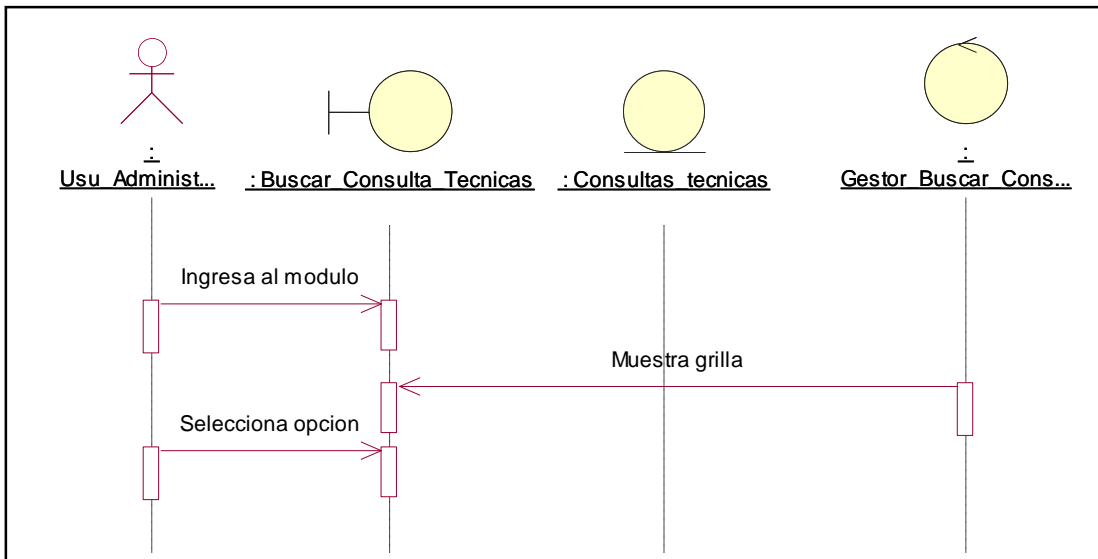 :
Usu_Administ...
: Buscar_Consulta_Tecnicas
: Consultas_tecnicas
:
Gestor_Buscar_Cons...
Ingresa al modulo
Muestra grilla
Selecciona opcion